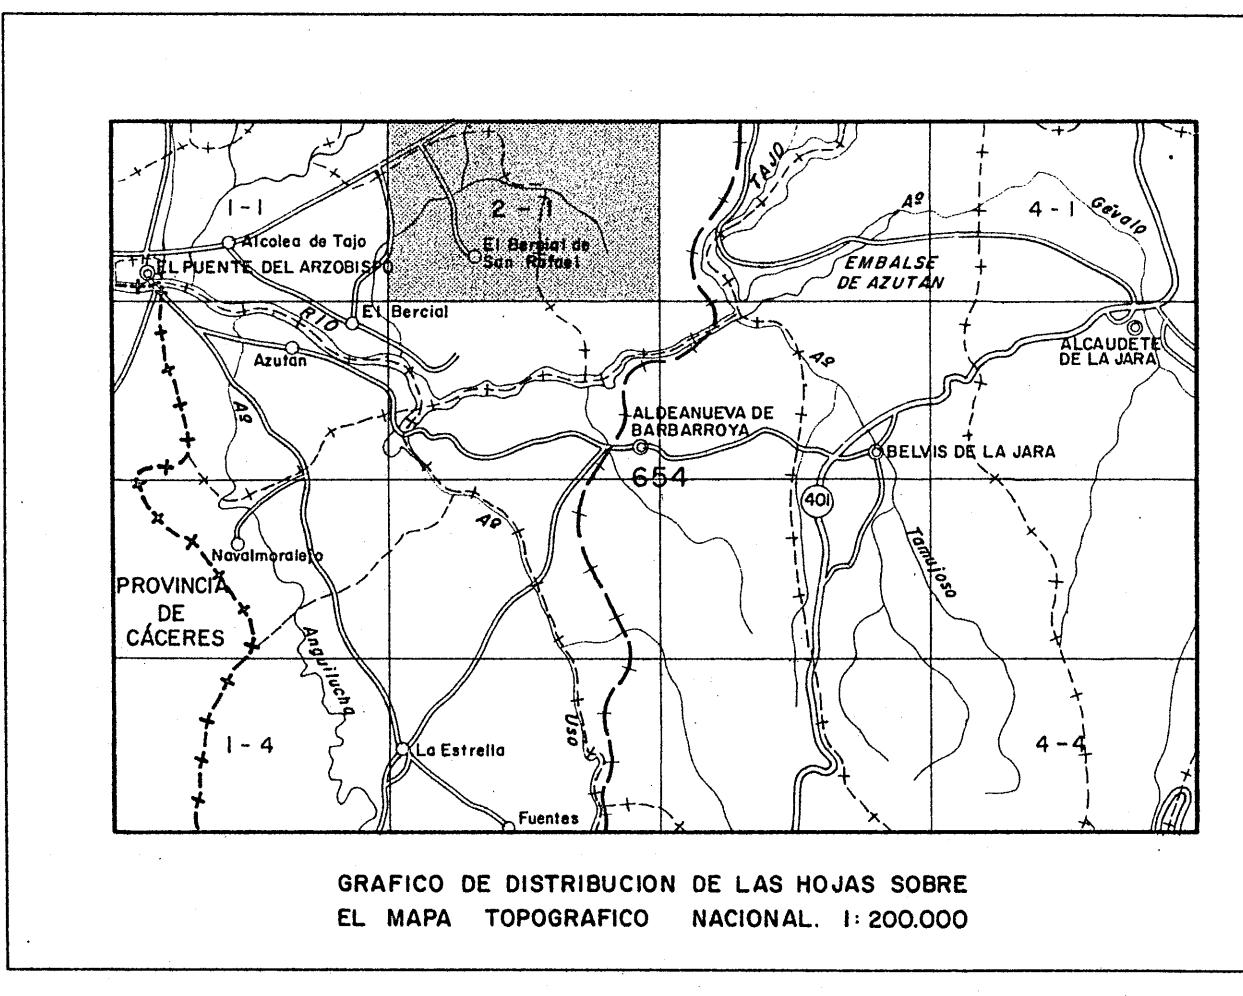 TAJO
Aº
1-1
2-1
4-1
Gévalo
Alcolea de Tajo
El Bercial de
San Rafael
EL PUENTE DEL ARZOBISPO
EMBALSE
DE AZUTÁN
RIO
El Bercial
Azután
Aº
ALCAUDETE
DE LA JARA
Aº
ALDEANUEVA DE
BARBARROYA
BELVIS DE LA JARA
654
401
Aº
Navalmoralejo
Tamujoso
PROVINCIA
DE
CÁCERES
Anguilucha
Uso
1-4
La Estrella
4-4
Fuentes
GRAFICO DE DISTRIBUCION DE LAS HOJAS SOBRE
EL MAPA TOPOGRAFICO NACIONAL. 1:200.000